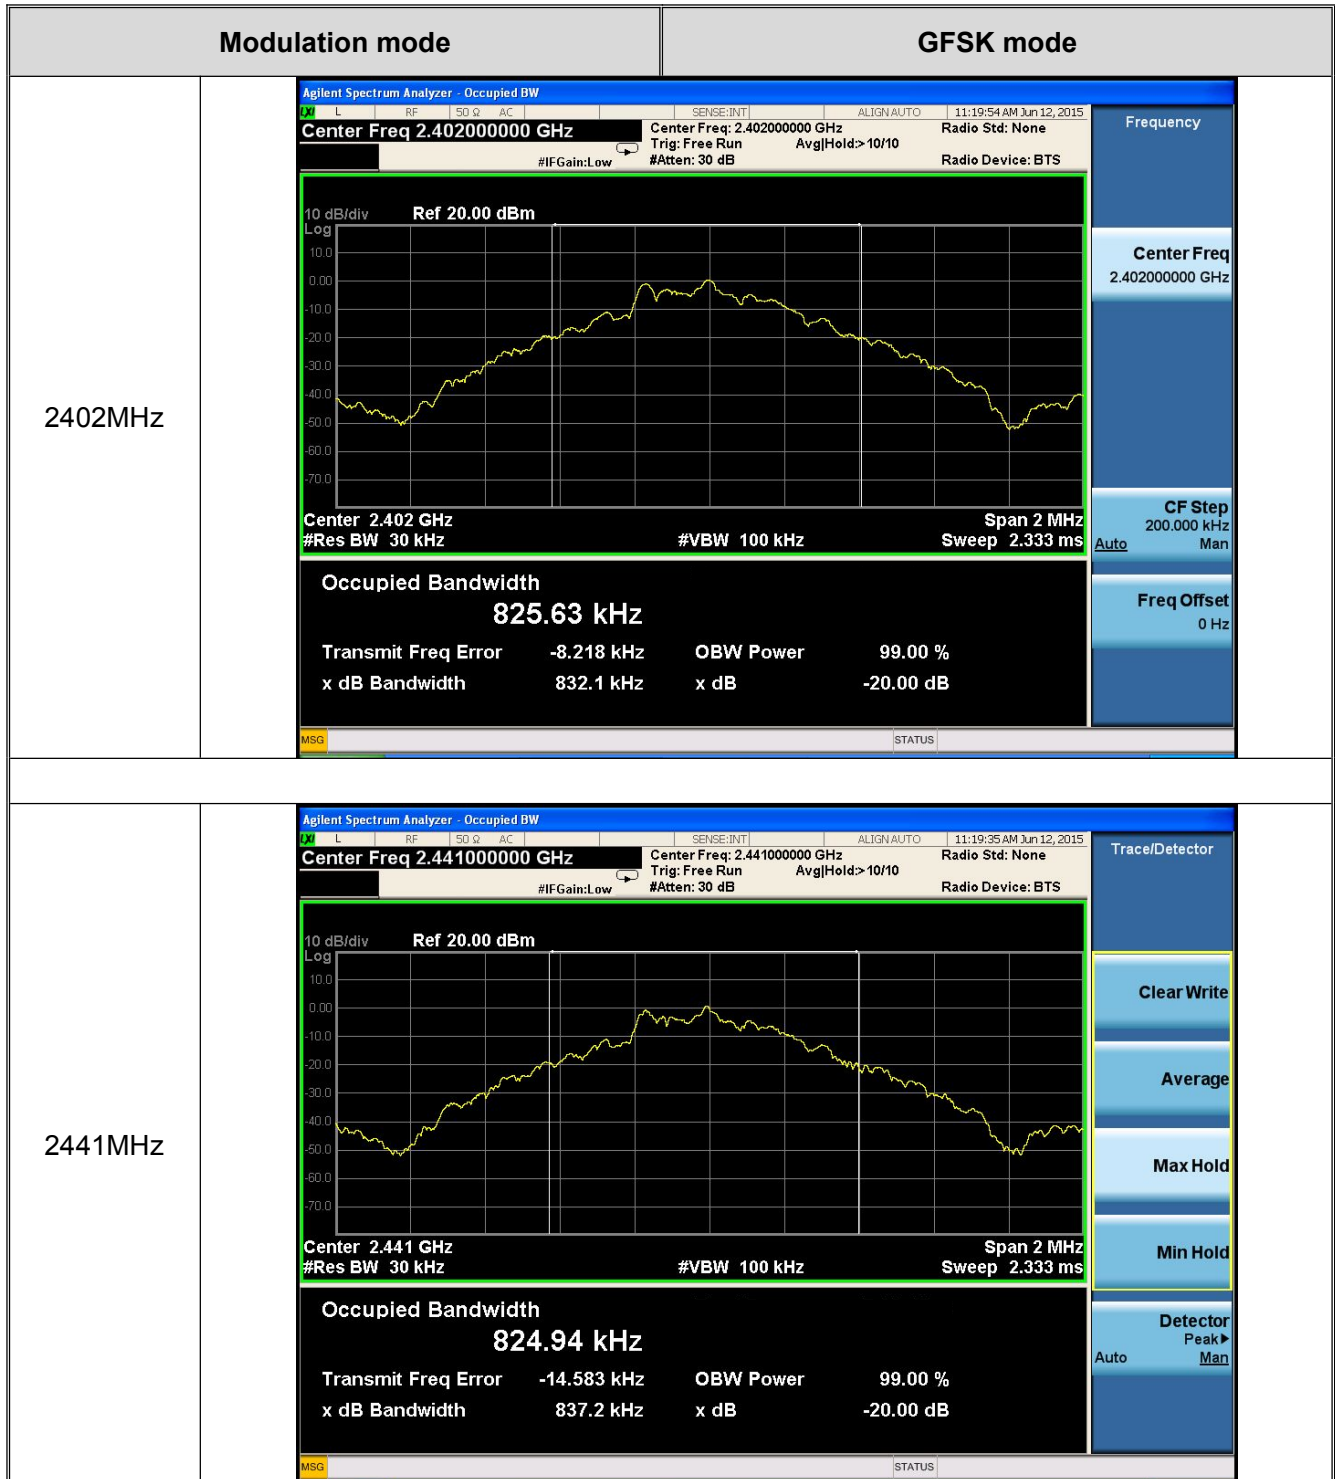 Modulation mode GFSK mode
2402MHz
Agilent Spectrum Analyzer - Occupied BW
LXI L RF 50 Ω AC SENSE:INT ALIGN AUTO 11:19:54 AM Jun 12, 2015
Center Freq 2.402000000 GHz Center Freq: 2.402000000 GHz Radio Std: None Frequency
Trig: Free Run Avg|Hold:> 10/10
#IFGain:Low #Atten: 30 dB Radio Device: BTS
10 dB/div Ref 20.00 dBm
Log
10.0
0.00
-10.0
-20.0
-30.0
-40.0
-50.0
-60.0
-70.0
Center 2.402 GHz Span 2 MHz
#Res BW 30 kHz #VBW 100 kHz Sweep 2.333 ms
Center Freq
2.402000000 GHz
CF Step
200.000 kHz
Auto Man
Freq Offset
0 Hz
Occupied Bandwidth
825.63 kHz
Transmit Freq Error -8.218 kHz OBW Power 99.00 %
x dB Bandwidth 832.1 kHz x dB -20.00 dB
MSG STATUS
2441MHz
Agilent Spectrum Analyzer - Occupied BW
LXI L RF 50 Ω AC SENSE:INT ALIGN AUTO 11:19:35 AM Jun 12, 2015
Center Freq 2.441000000 GHz Center Freq: 2.441000000 GHz Radio Std: None Trace/Detector
Trig: Free Run Avg|Hold:> 10/10
#IFGain:Low #Atten: 30 dB Radio Device: BTS
10 dB/div Ref 20.00 dBm
Log
10.0
0.00
-10.0
-20.0
-30.0
-40.0
-50.0
-60.0
-70.0
Center 2.441 GHz Span 2 MHz
#Res BW 30 kHz #VBW 100 kHz Sweep 2.333 ms
Clear Write
Average
Max Hold
Min Hold
Detector
Peak▶
Auto Man
Occupied Bandwidth
824.94 kHz
Transmit Freq Error -14.583 kHz OBW Power 99.00 %
x dB Bandwidth 837.2 kHz x dB -20.00 dB
MSG STATUS